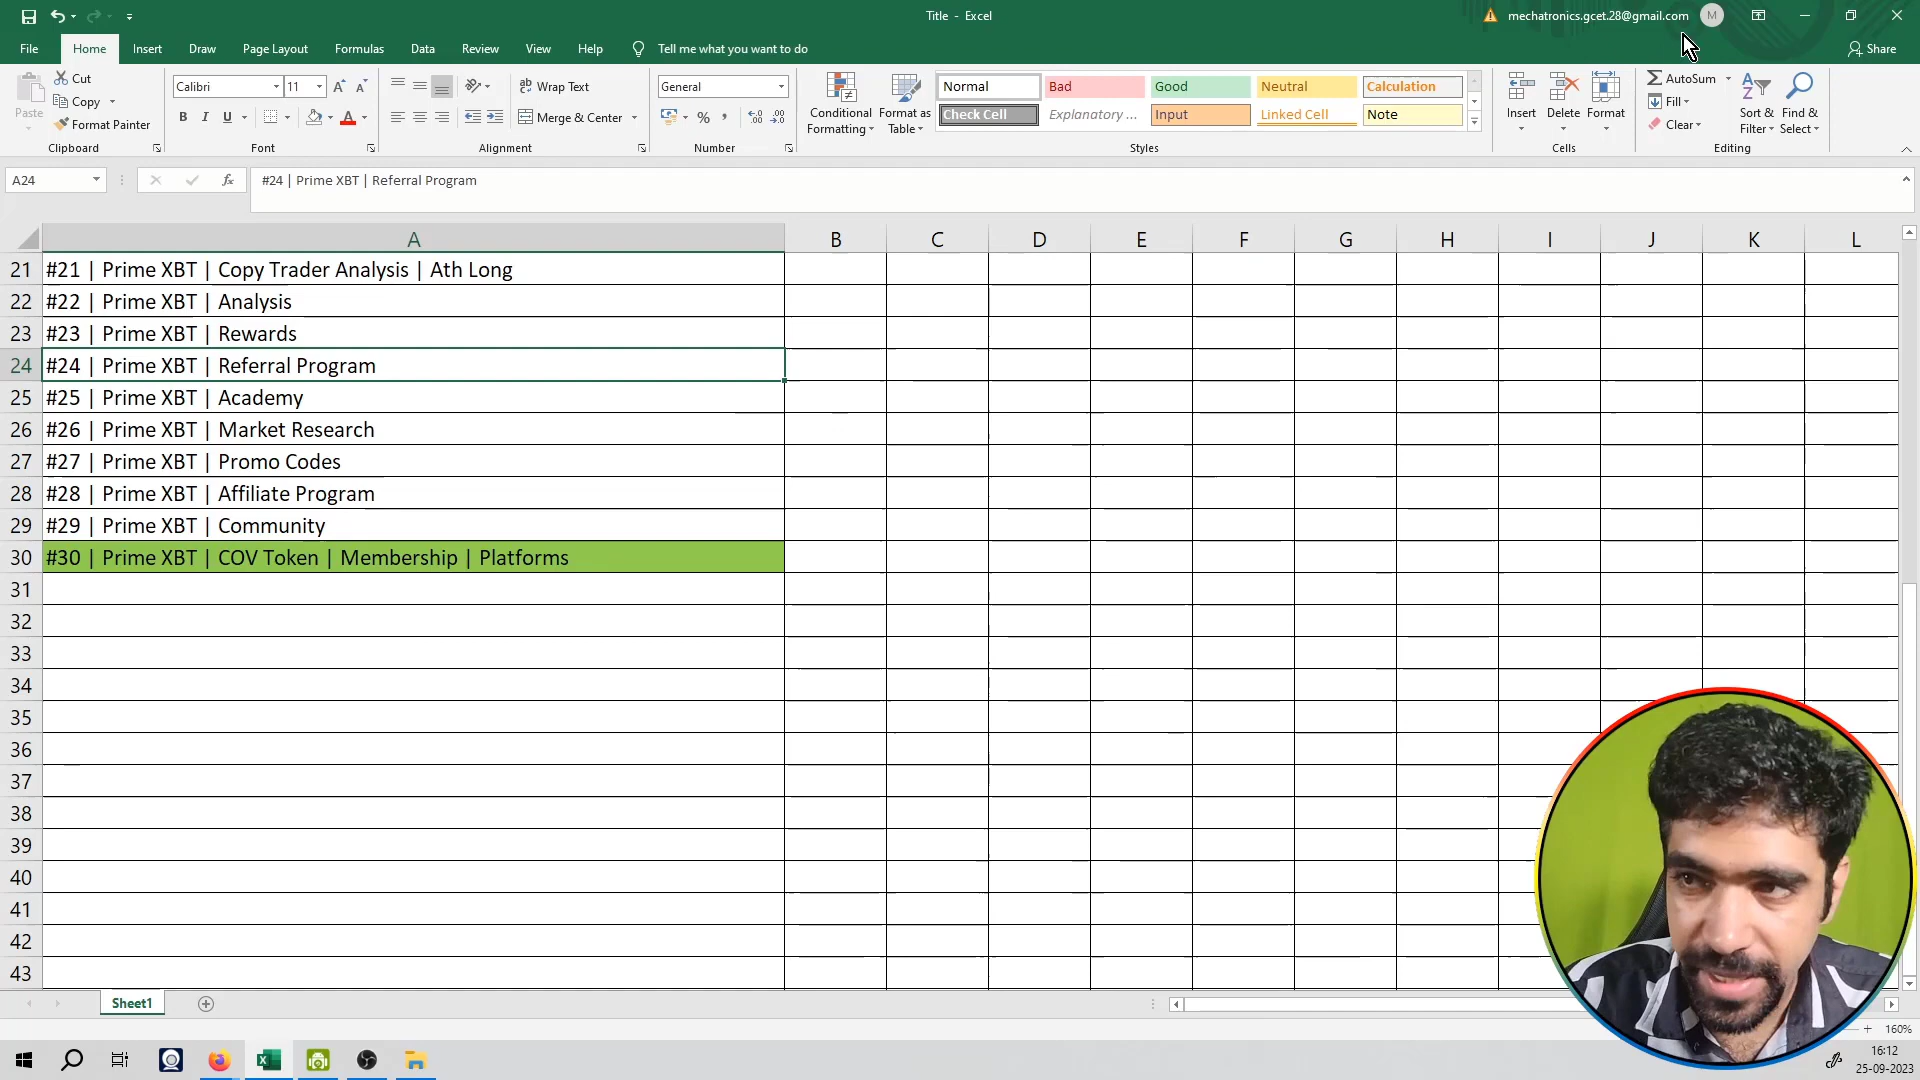 Title - Excel
mechatronics.gcet.28@gmail.com M
File Home Insert Draw Page Layout Formulas Data Review View Help Tell me what you want to do Share
Paste
Cut
Copy
Format Painter
Clipboard
Calibri 11
B I U
Font
Wrap Text
Merge & Center
Alignment
General
Number
Conditional Formatting
Format as Table
Normal Bad Good Neutral Calculation
Check Cell Explanatory ... Input Linked Cell Note
Styles
Insert Delete Format
Cells
AutoSum
Fill
Clear
Sort & Filter
Find & Select
Editing
A24 fx #24 | Prime XBT | Referral Program
A B C D E F G H I J K L
21 #21 | Prime XBT | Copy Trader Analysis | Ath Long
22 #22 | Prime XBT | Analysis
23 #23 | Prime XBT | Rewards
24 #24 | Prime XBT | Referral Program
25 #25 | Prime XBT | Academy
26 #26 | Prime XBT | Market Research
27 #27 | Prime XBT | Promo Codes
28 #28 | Prime XBT | Affiliate Program
29 #29 | Prime XBT | Community
30 #30 | Prime XBT | COV Token | Membership | Platforms
31
32
33
34
35
36
37
38
39
40
41
42
43
Sheet1
160%
16:12
25-09-2023